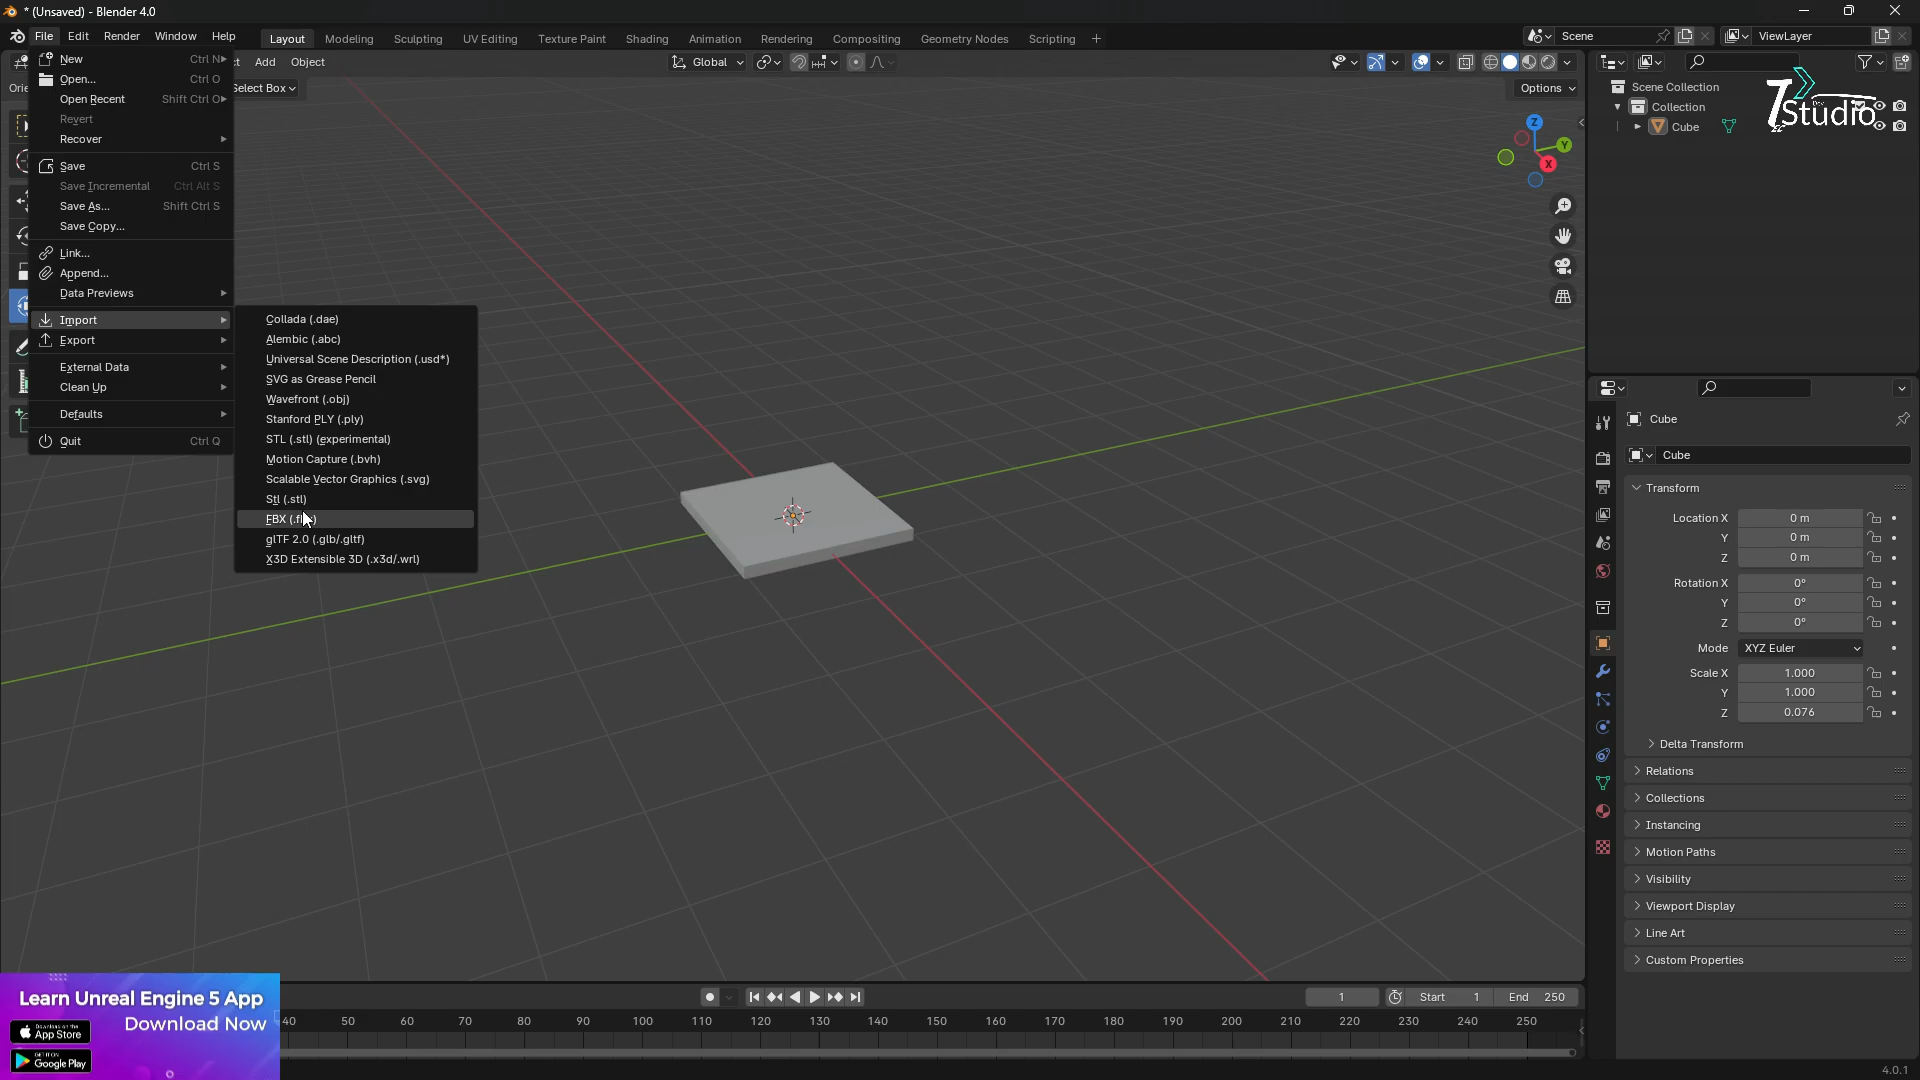 * (Unsaved) - Blender 4.0
File Edit Render Window Help
Layout Modeling Sculpting UV Editing Texture Paint Shading Animation Rendering Compositing Geometry Nodes Scripting +
Scene
ViewLayer
New Ctrl N
Open... Ctrl O
Open Recent Shift Ctrl O
Revert
Recover
Save Ctrl S
Save Incremental Ctrl Alt S
Save As... Shift Ctrl S
Save Copy...
Link...
Append...
Data Previews
Import
Export
External Data
Clean Up
Defaults
Quit Ctrl Q
Collada (.dae)
Alembic (.abc)
Universal Scene Description (.usd*)
SVG as Grease Pencil
Wavefront (.obj)
Stanford PLY (.ply)
STL (.stl) (experimental)
Motion Capture (.bvh)
Scalable Vector Graphics (.svg)
Stl (.stl)
FBX
glTF 2.0 (.glb/.gltf)
X3D Extensible 3D (.x3d/.wrl)
Add Object
Select Box
Global
Options
Z
Y
X
Scene Collection
Collection
Cube
7Studio
Dev
Cube
Cube
Transform
Location X 0 m
Y 0 m
Z 0 m
Rotation X 0°
Y 0°
Z 0°
Mode XYZ Euler
Scale X 1.000
Y 1.000
Z 0.076
Delta Transform
Relations
Collections
Instancing
Motion Paths
Visibility
Viewport Display
Line Art
Custom Properties
1
Start 1
End 250
40 50 60 70 80 90 100 110 120 130 140 150 160 170 180 190 200 210 220 230 240 250
Learn Unreal Engine 5 App
Download Now
Download on the
App Store
GET IT ON
Google Play
4.0.1